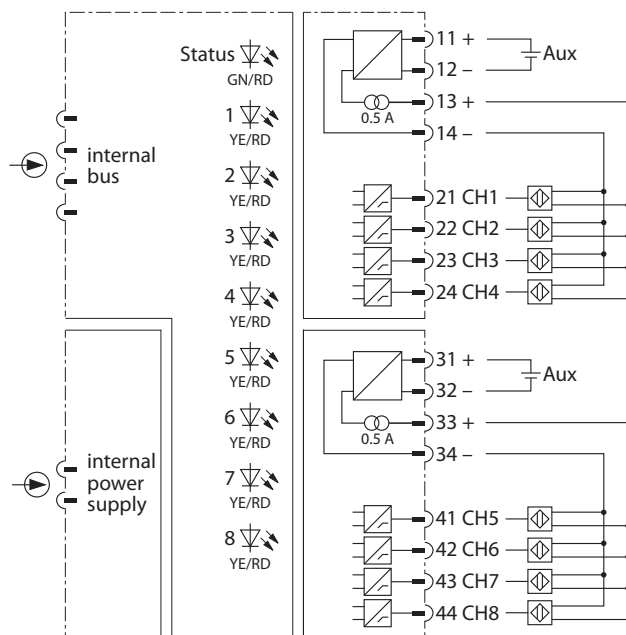 Status
GN/RD
1
YE/RD
2
YE/RD
3
YE/RD
4
YE/RD
5
YE/RD
6
YE/RD
7
YE/RD
8
YE/RD
internal
bus
internal
power
supply
11 +
12 –
Aux
13 +
0.5 A
14 –
21 CH1
22 CH2
23 CH3
24 CH4
31 +
32 –
Aux
33 +
0.5 A
34 –
41 CH5
42 CH6
43 CH7
44 CH8